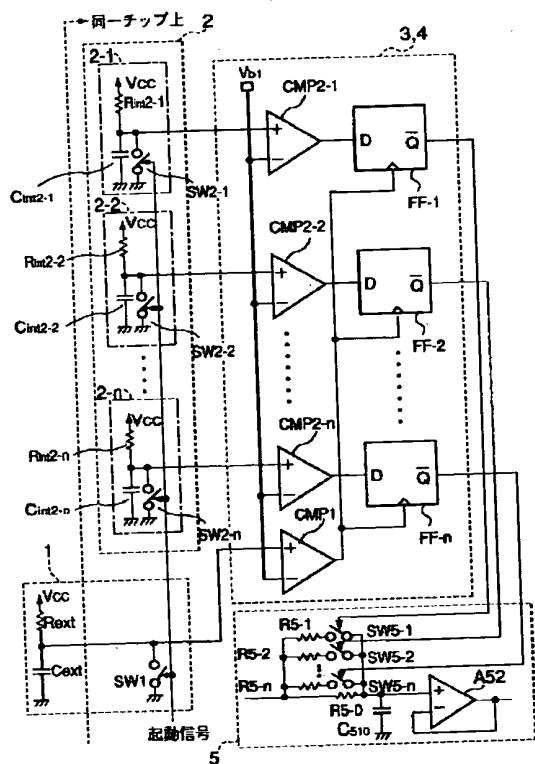 同一チップ上
2
2-1
Vcc
Rint2-1
Cint2-1
SW2-1
2-2
Vcc
Rint2-2
Cint2-2
SW2-2
2-n
Vcc
Rint2-n
Cint2-n
SW2-n
1
Vcc
Rext
Cext
SW1
起動信号
3,4
Vb1
CMP2-1
+
−
D Q̅
FF-1
CMP2-2
+
−
D Q̅
FF-2
CMP2-n
+
−
D Q̅
FF-n
CMP1
+
−
R5-1
SW5-1
R5-2
SW5-2
R5-n
SW5-n
R5-0
C510
A52
+
−
5